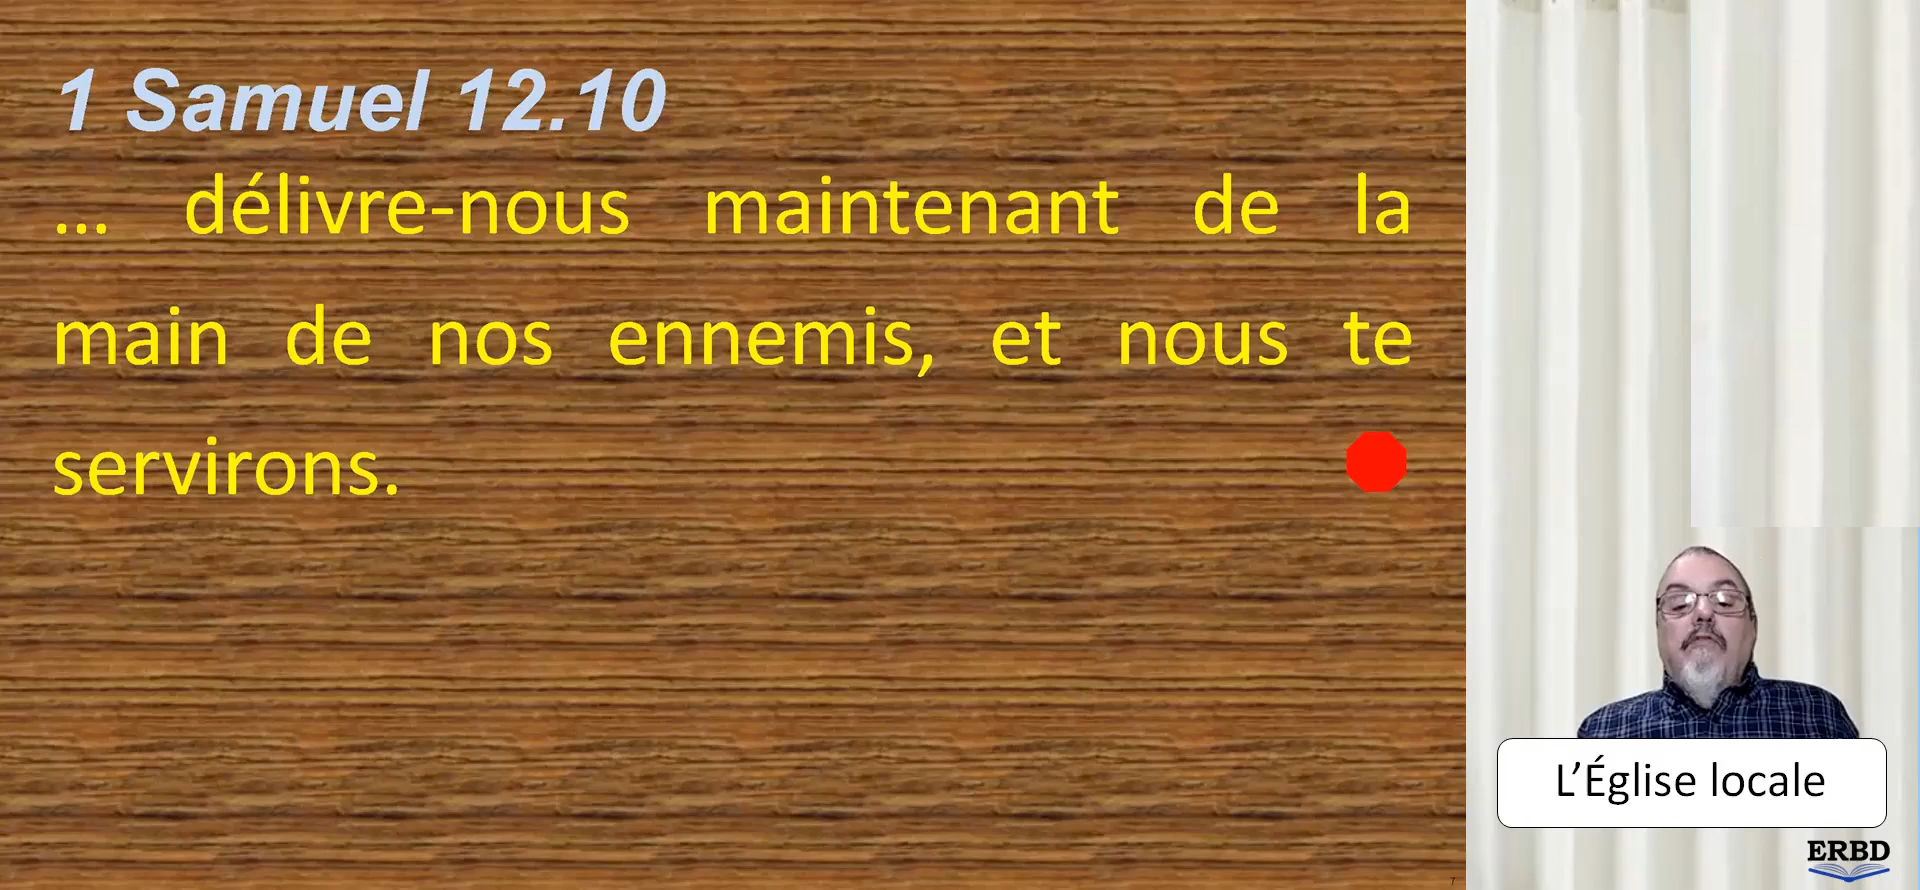 1 Samuel 12.10
... délivre-nous maintenant de la
main de nos ennemis, et nous te
servirons.
L’Église locale
ERBD
7